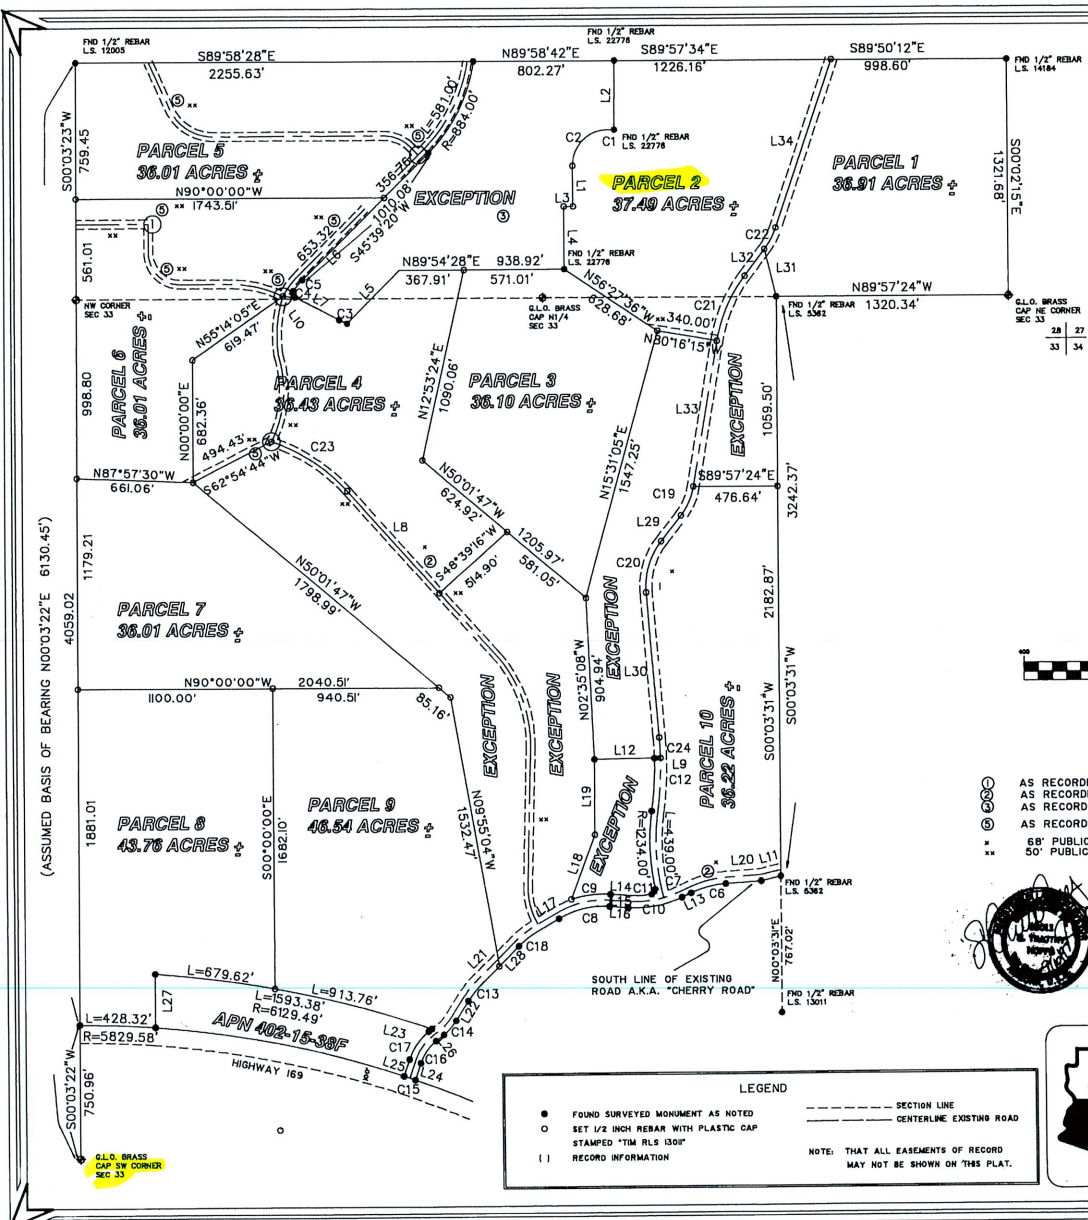 FND 1/2" REBAR
L.S. 12005
S89°58'28"E
2255.63'
FND 1/2" REBAR
L.S. 22778
N89°58'42"E
802.27'
S89°57'34"E
1226.16'
S89°50'12"E
998.60'
FND 1/2" REBAR
L.S. 14184
S00°03'23"W
759.45
5
××
PARCEL 5
36.01 ACRES ±
N90°00'00"W
1743.51'
L=581.00'
R=884.00'
356.76
1010.08'
S45°39'20"W
653.32'
L6
EXCEPTION
3
L2
C2
C1
FND 1/2" REBAR
L.S. 22778
L1
L3
L4
PARCEL 2
37.49 ACRES ±
L34
PARCEL 1
36.91 ACRES ±
S00°02'15"E
1321.68'
561.01
1
5
C5
C4
L7
C3
L5
N89°54'28"E
938.92'
367.91'
571.01'
FND 1/2" REBAR
L.S. 22778
N56°27'36"W
628.68'
C22
L32
L31
C21
340.00'
N80°16'15"W
N89°57'24"W
1320.34'
FND 1/2" REBAR
L.S. 5362
G.L.O. BRASS
CAP NE CORNER
SEC 33
28 27
33 34
NW CORNER
SEC 33
G.L.O. BRASS
CAP N1/4
SEC 33
N55°14'05"E
619.47'
L10
PARCEL 6
36.01 ACRES ±
998.80
N00°00'00"E
682.36'
PARCEL 4
36.43 ACRES ±
N12°53'24"E
1090.06'
PARCEL 3
36.10 ACRES ±
N15°31'05"E
1547.25'
L33
EXCEPTION
1059.50'
3242.37'
494.43'
S62°54'44"W
C23
N87°57'30"W
661.06'
N50°01'47"W
624.92'
C19
S89°57'24"E
476.64'
L8
2
S48°39'16"W
514.90'
1205.97'
581.05'
L29
C20
(ASSUMED BASIS OF BEARING N00°03'22"E 6130.45')
4059.02
1179.21
N50°01'47"W
1798.99'
PARCEL 7
36.01 ACRES ±
EXCEPTION
EXCEPTION
EXCEPTION
N02°35'08"W
904.94'
L30
2182.87'
S00°03'31"W
S00°03'31"W
N90°00'00"W
2040.51'
1100.00'
940.51'
85.16'
400
PARCEL 10
36.22 ACRES ±
C24
L9
C12
L12
L19
1881.01
S00°00'00"E
1682.10'
N09°55'04"W
1532.47'
PARCEL 8
43.76 ACRES ±
PARCEL 9
46.54 ACRES ±
EXCEPTION
L18
R=1234.00'
L=439.00'
1 AS RECORDE
2 AS RECORDE
3 AS RECORD
5 AS RECORD
× 68' PUBLIC
×× 50' PUBLIC
2
L20
L11
C7
C11
L14
C9
L15
L16
C8
C10
L13
C6
L17
FND 1/2" REBAR
L.S. 5362
C18
L28
L21
N00°03'31"E
767.02'
SOUTH LINE OF EXISTING
ROAD A.K.A. "CHERRY ROAD"
FND 1/2" REBAR
L.S. 13011
L=679.62'
L=1593.38'
R=6129.49'
L=913.76'
L27
L=428.32'
R=5829.58'
APN 402-15-38F
HIGHWAY 169
C13
L22
L23
C14
26
C17
C16
L25
L24
C15
S00°03'22"W
750.96'
G.L.O. BRASS
CAP SW CORNER
SEC 33
LEGEND
● FOUND SURVEYED MONUMENT AS NOTED
○ SET 1/2 INCH REBAR WITH PLASTIC CAP
STAMPED "TIM RLS 13011"
( ) RECORD INFORMATION
SECTION LINE
CENTERLINE EXISTING ROAD
NOTE: THAT ALL EASEMENTS OF RECORD
MAY NOT BE SHOWN ON THIS PLAT.